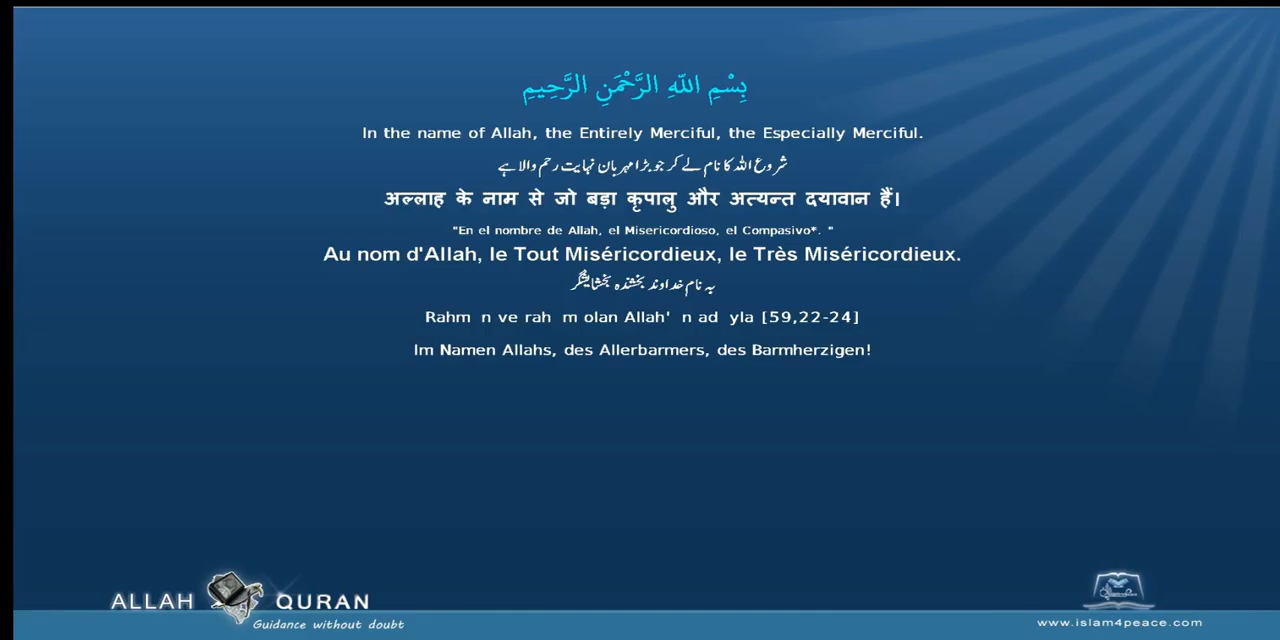 بِسْمِ اللّهِ الرَّحْمَنِ الرَّحِيمِ
In the name of Allah, the Entirely Merciful, the Especially Merciful.
شروع الله کا نام لے کر جو بڑا مہربان نہایت رحم والا ہے
अल्लाह के नाम से जो बड़ा कृपालु और अत्यन्त दयावान हैं।
"En el nombre de Allah, el Misericordioso, el Compasivo*. "
Au nom d'Allah, le Tout Miséricordieux, le Très Miséricordieux.
به نام خداوند بخشنده بخشایشگر
Rahm n ve rah m olan Allah' n ad yla [59,22-24]
Im Namen Allahs, des Allerbarmers, des Barmherzigen!
ALLAH QURAN
Guidance without doubt
www.islam4peace.com